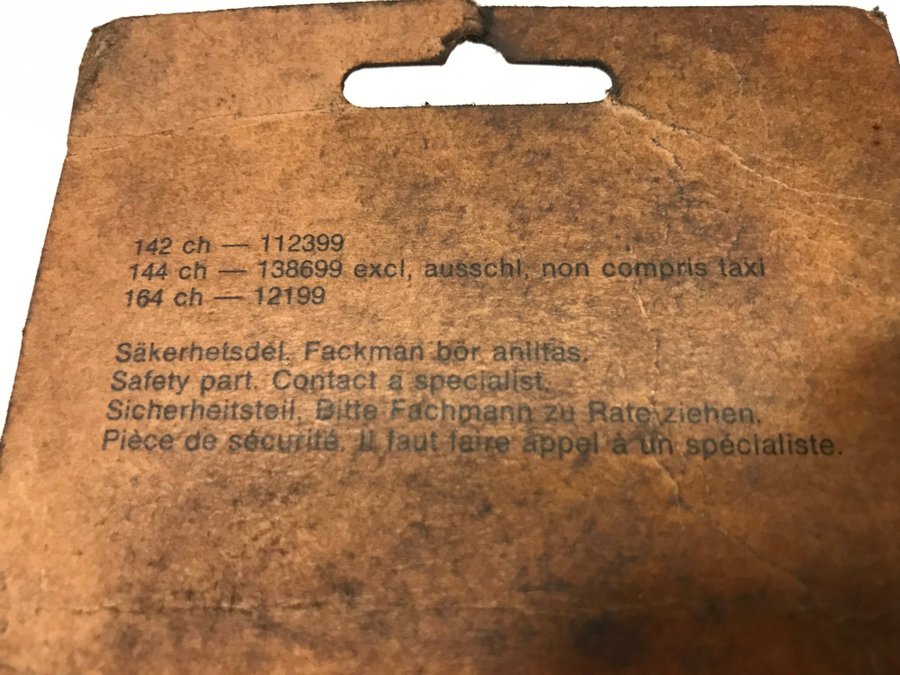 142 ch — 112399
144 ch — 138699 excl, ausschl, non compris taxi
164 ch — 12199
Säkerhetsdel. Fackman bör anlitas.
Safety part. Contact a specialist.
Sicherheitsteil, Bitte Fachmann zu Rate ziehen.
Pièce de sécurité. Il faut faire appel à un spécialiste.